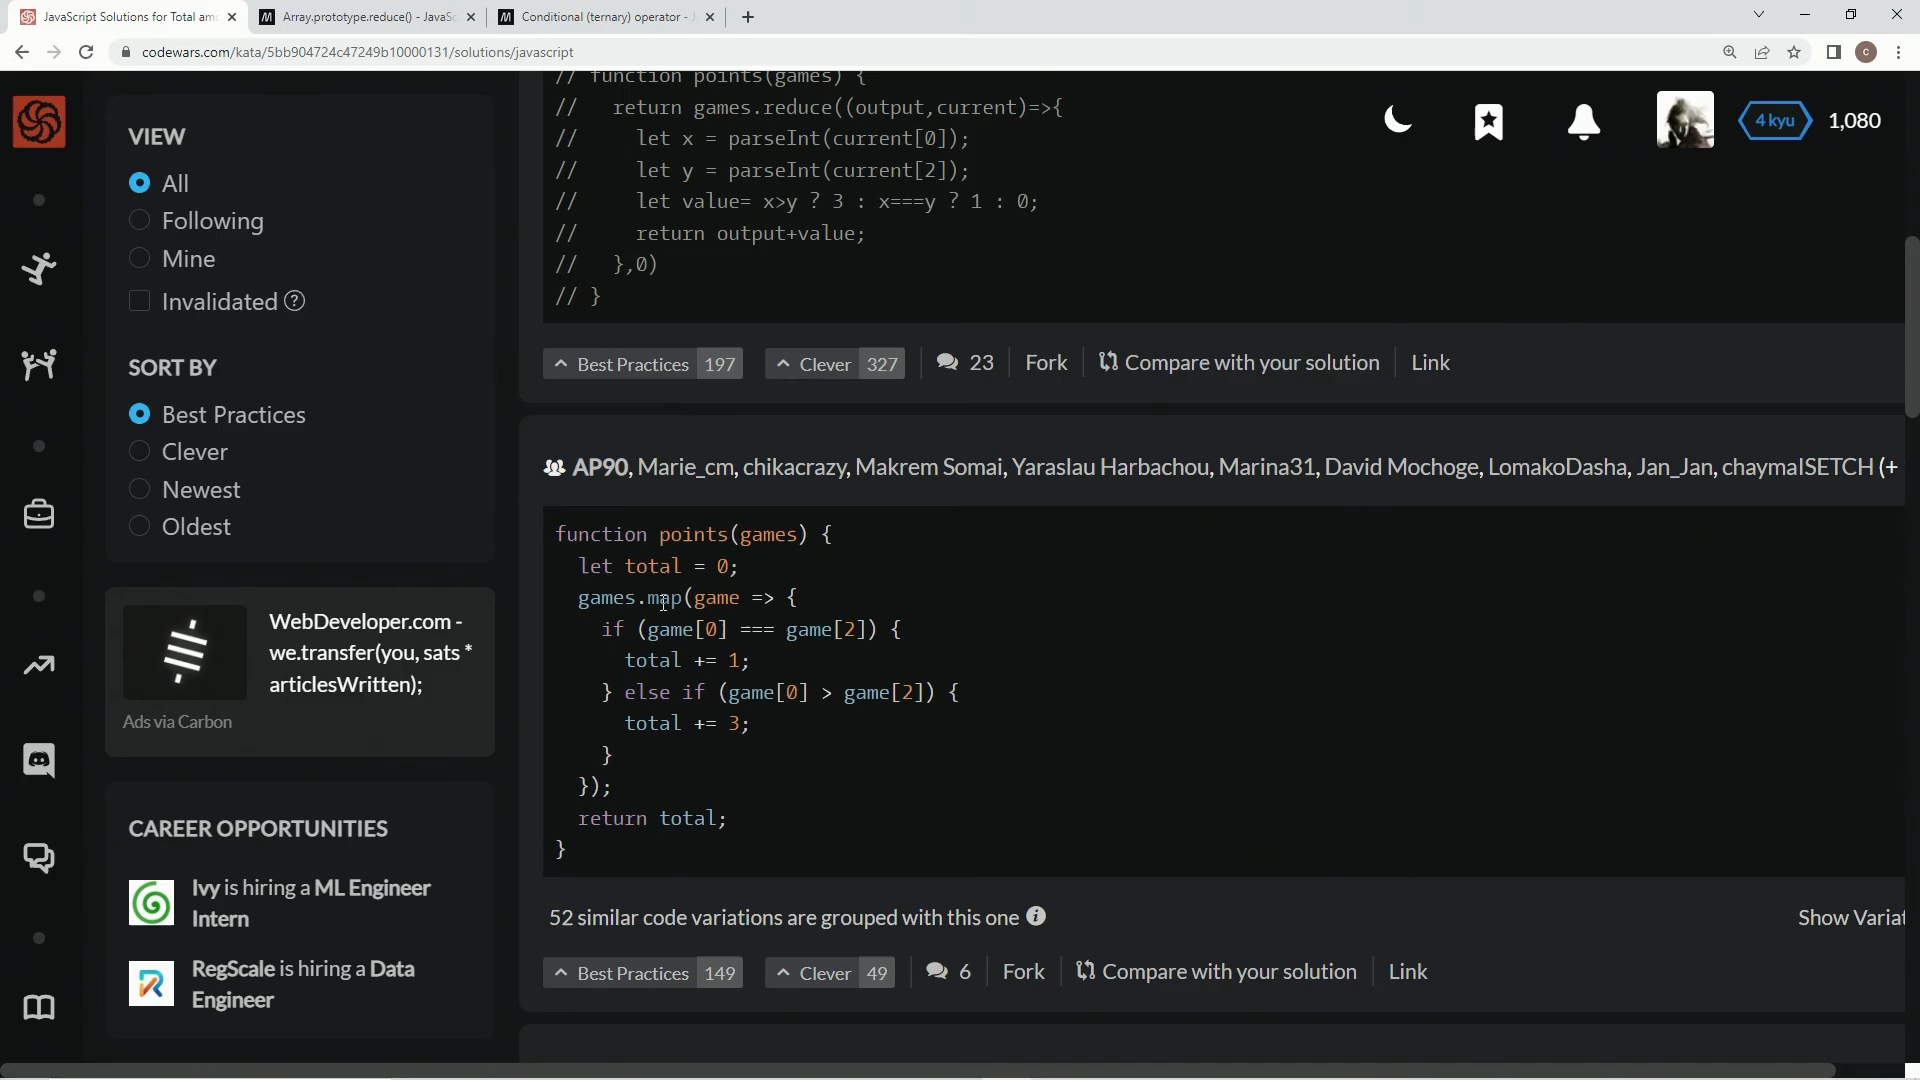 JavaScript Solutions for Total am
Array.prototype.reduce() - JavaSc
Conditional (ternary) operator -
codewars.com/kata/5bb904724c47249b10000131/solutions/javascript
c
4 kyu
1,080
VIEW
All
Following
Mine
Invalidated ?
SORT BY
Best Practices
Clever
Newest
Oldest
WebDeveloper.com -
we.transfer(you, sats *
articlesWritten);
Ads via Carbon
CAREER OPPORTUNITIES
Ivy is hiring a ML Engineer
Intern
RegScale is hiring a Data
Engineer
// function points(games) {
//   return games.reduce((output,current)=>{
//     let x = parseInt(current[0]);
//     let y = parseInt(current[2]);
//     let value= x>y ? 3 : x===y ? 1 : 0;
//     return output+value;
//   },0)
// }
Best Practices 197 Clever 327 23 Fork Compare with your solution Link
AP90, Marie_cm, chikacrazy, Makrem Somai, Yaraslau Harbachou, Marina31, David Mochoge, LomakoDasha, Jan_Jan, chaymaISETCH (+
function points(games) {
  let total = 0;
  games.map(game => {
    if (game[0] === game[2]) {
      total += 1;
    } else if (game[0] > game[2]) {
      total += 3;
    }
  });
  return total;
}
52 similar code variations are grouped with this one
Show Variat
Best Practices 149 Clever 49 6 Fork Compare with your solution Link